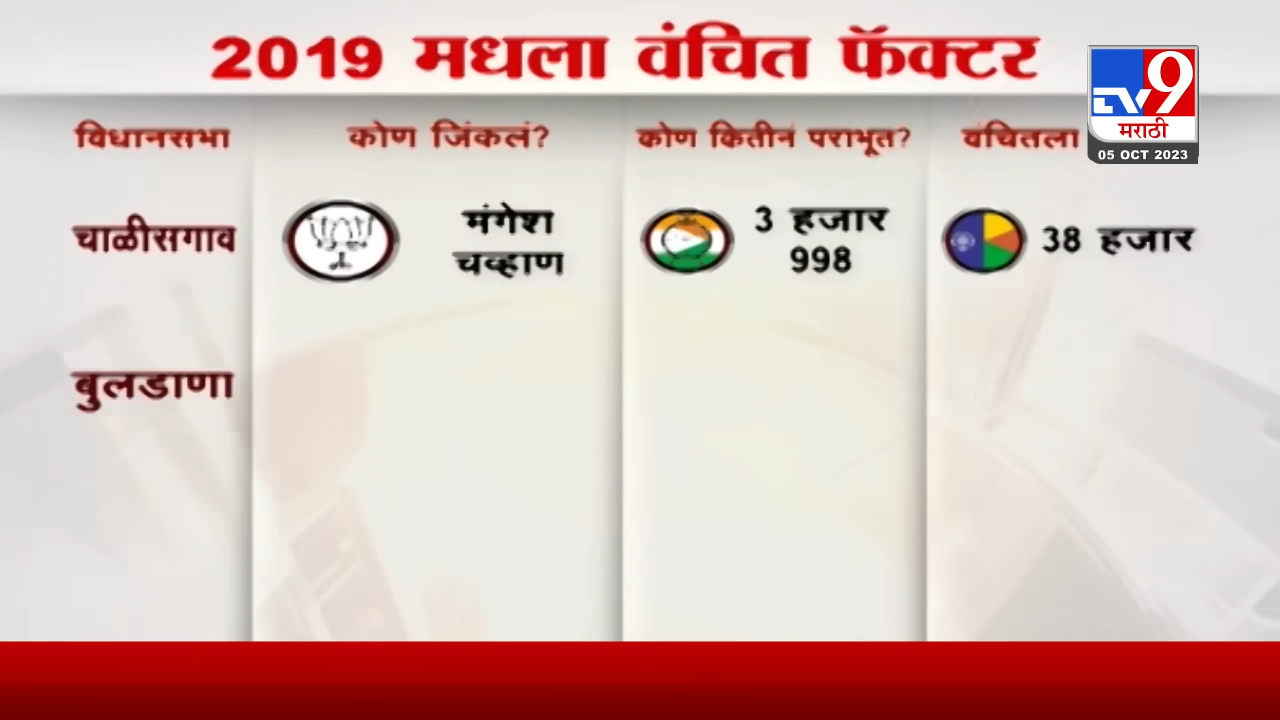 2019 मधला वंचित फॅक्टर
TV9
मराठी
05 OCT 2023
विधानसभा कोण जिंकलं? कोण कितीनं पराभूत? वंचितला
चाळीसगाव मंगेश चव्हाण 3 हजार 998 38 हजार
बुलडाणा